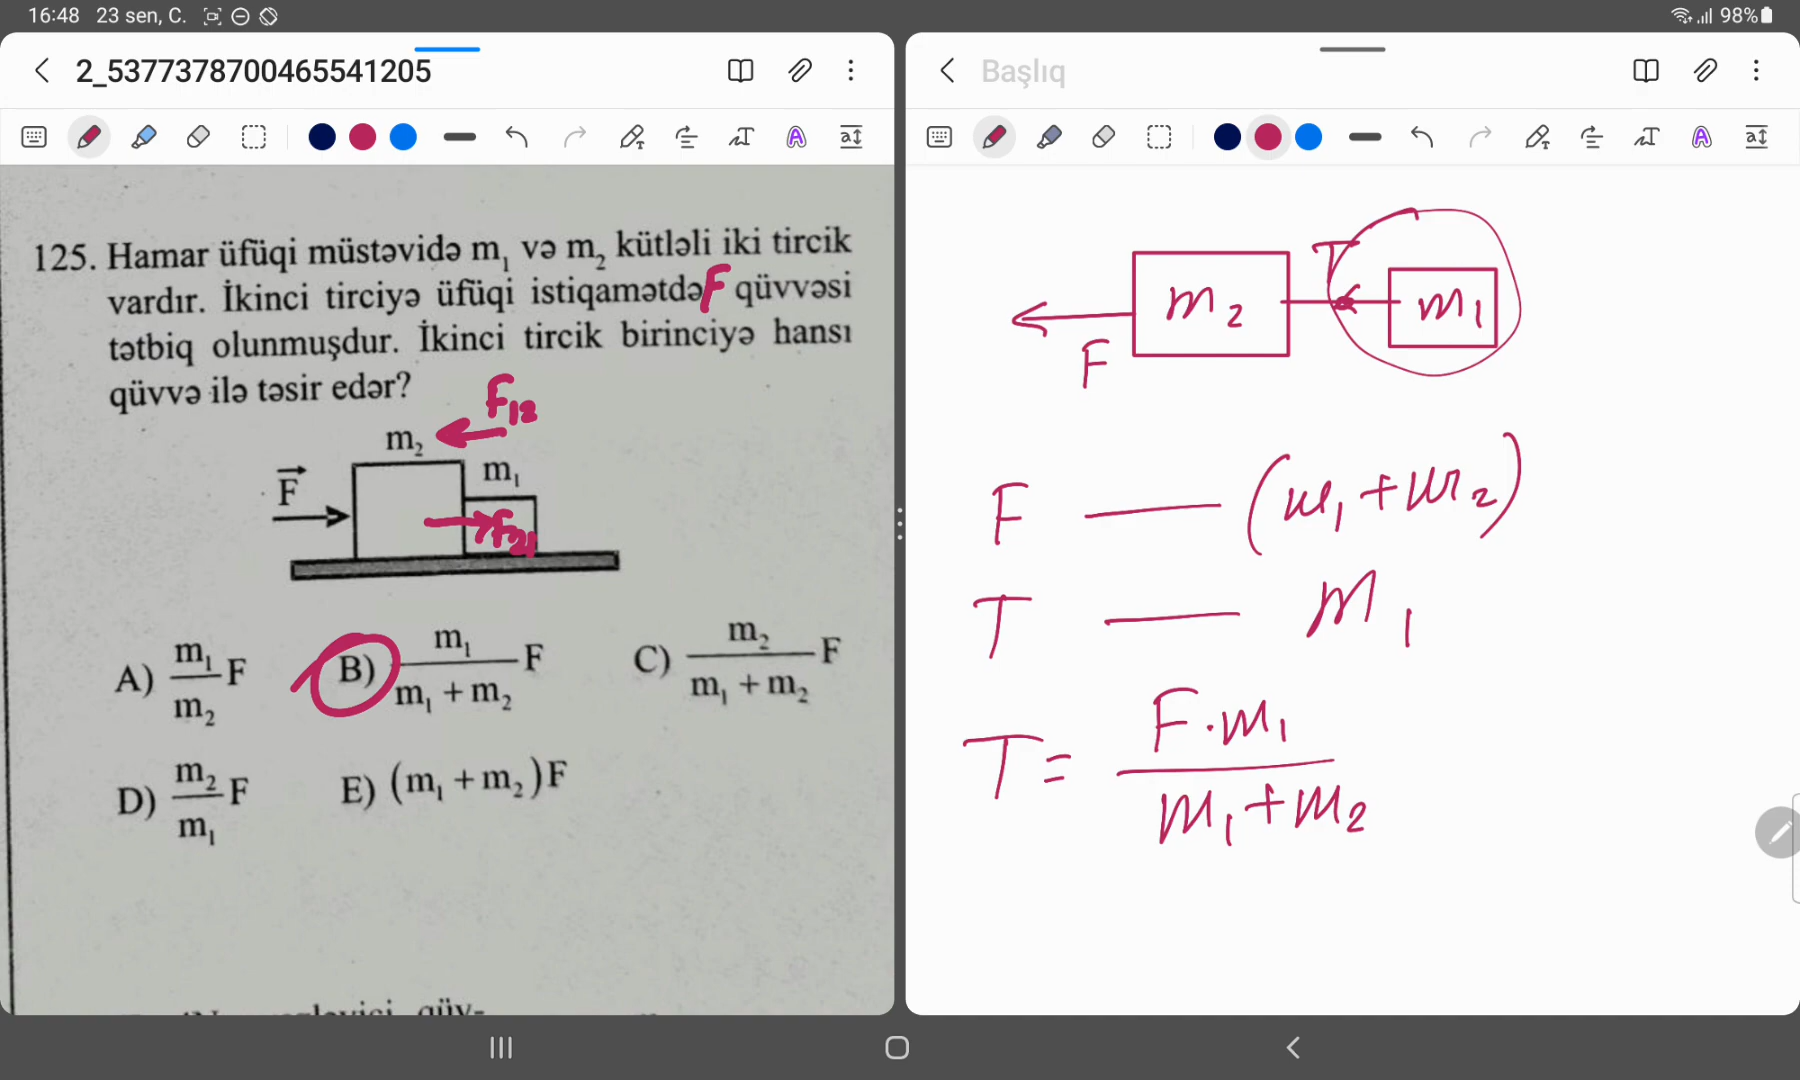 16:48 23 sen, C. 98%
2_5377378700465541205
Başlıq
125. Hamar üfüqi müstəvidə m₁ və m₂ kütləli iki tircik
vardır. İkinci tirciyə üfüqi istiqamətdə F qüvvəsi
tətbiq olunmuşdur. İkinci tircik birinciyə hansı
qüvvə ilə təsir edər?
F₁₂
m₂
m₁
F
F₂₁
A) m₁/m₂ F B) m₁/(m₁ + m₂) F C) m₂/(m₁ + m₂) F
D) m₂/m₁ F E) (m₁ + m₂)F
T
m₂ m₁
F
F — (m₁+m₂)
T — m₁
T = F·m₁/(m₁+m₂)